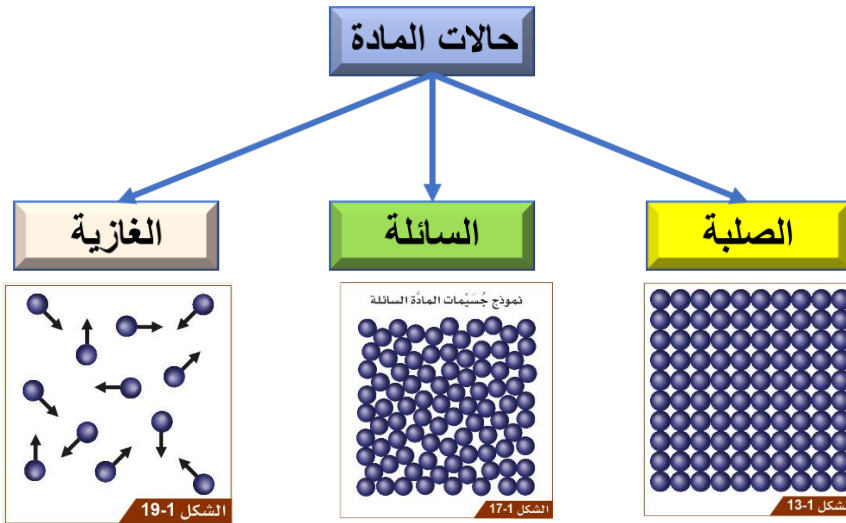 حالات المادة
الصلبة
السائلة
الغازية
نموذج جُسَيْمات المادَّة السائلة
الشكل 1-13
الشكل 1-17
الشكل 1-19